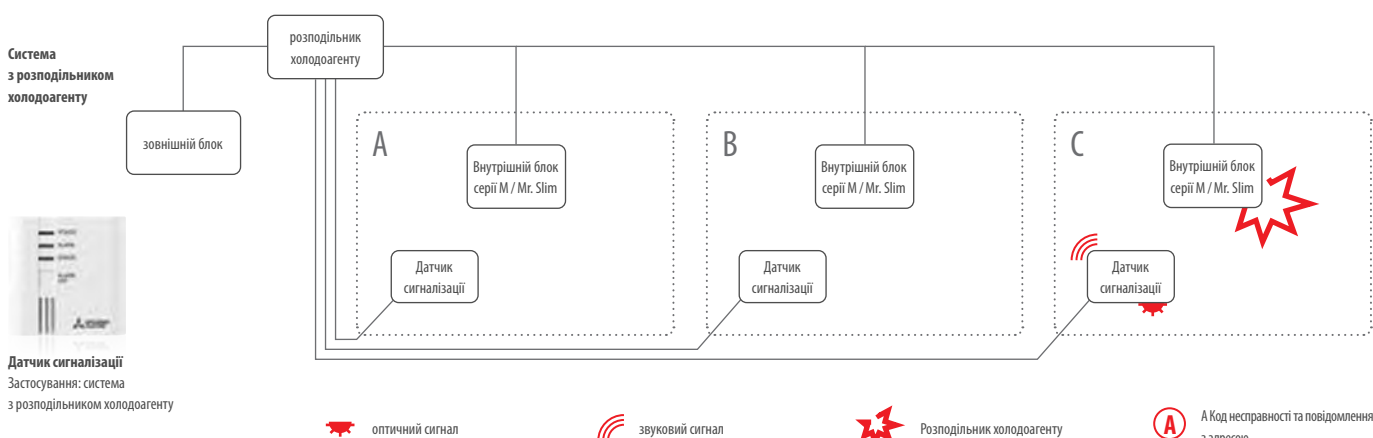 Система
з розподільником
холодоагенту
розподільник
холодоагенту
зовнішній блок
A
Внутрішній блок
серії M / Mr. Slim
Датчик
сигналізації
B
Внутрішній блок
серії M / Mr. Slim
Датчик
сигналізації
C
Внутрішній блок
серії M / Mr. Slim
Датчик
сигналізації
Датчик сигналізації
Застосування: система
з розподільником холодоагенту
оптичний сигнал
звуковий сигнал
Розподільник холодоагенту
A
А Код несправності та повідомлення
з адресою